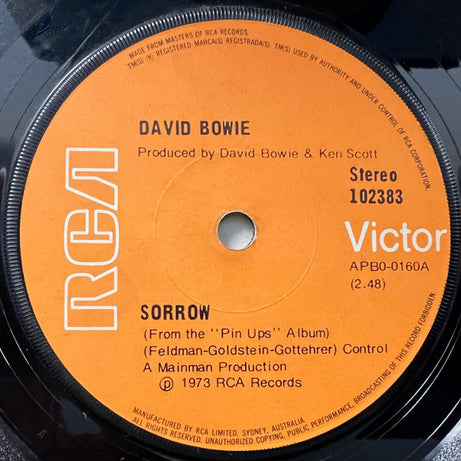 MADE FROM MASTERS OF RCA RECORDS.
TM(S) ® REGISTERED MARCA(S) REGISTRADA(S). TM(S) USED BY AUTHORITY AND UNDER CONTROL OF RCA CORPORATION.
DAVID BOWIE
Produced by David Bowie & Ken Scott
Stereo
102383
RCA
Victor
APBO-0160A
(2.48)
SORROW
(From the "Pin Ups" Album)
(Feldman-Goldstein-Gottehrer) Control
A Mainman Production
℗ 1973 RCA Records
MANUFACTURED BY RCA LIMITED, SYDNEY, AUSTRALIA.
ALL RIGHTS RESERVED. UNAUTHORIZED COPYING, PUBLIC PERFORMANCE, BROADCASTING OF THIS RECORD FORBIDDEN.